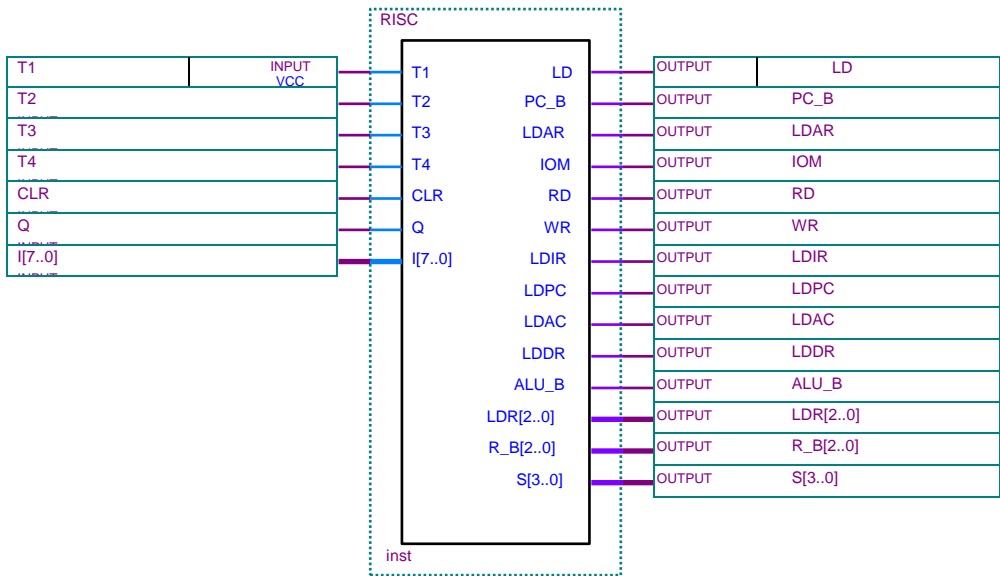 RISC
T1 INPUT VCC
T2
T3
T4
CLR
Q
I[7..0]
T1 LD
T2 PC_B
T3 LDAR
T4 IOM
CLR RD
Q WR
I[7..0] LDIR
LDPC
LDAC
LDDR
ALU_B
LDR[2..0]
R_B[2..0]
S[3..0]
OUTPUT LD
OUTPUT PC_B
OUTPUT LDAR
OUTPUT IOM
OUTPUT RD
OUTPUT WR
OUTPUT LDIR
OUTPUT LDPC
OUTPUT LDAC
OUTPUT LDDR
OUTPUT ALU_B
OUTPUT LDR[2..0]
OUTPUT R_B[2..0]
OUTPUT S[3..0]
inst